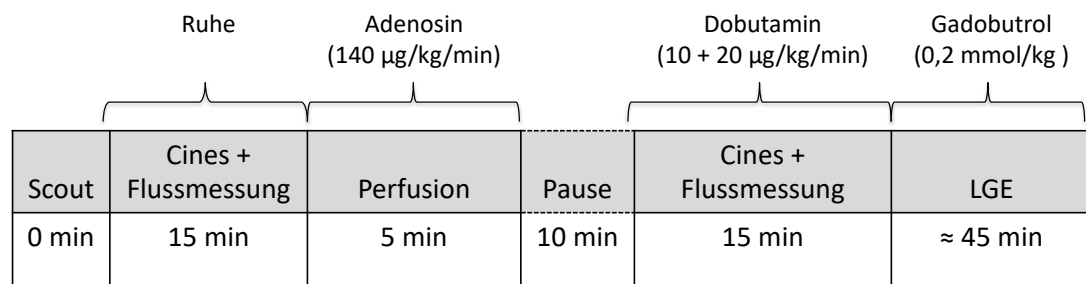 Ruhe
Adenosin
(140 µg/kg/min)
Dobutamin
(10 + 20 µg/kg/min)
Gadobutrol
(0,2 mmol/kg )
Scout
Cines +
Flussmessung
Perfusion
Pause
Cines +
Flussmessung
LGE
0 min
15 min
5 min
10 min
15 min
≈ 45 min